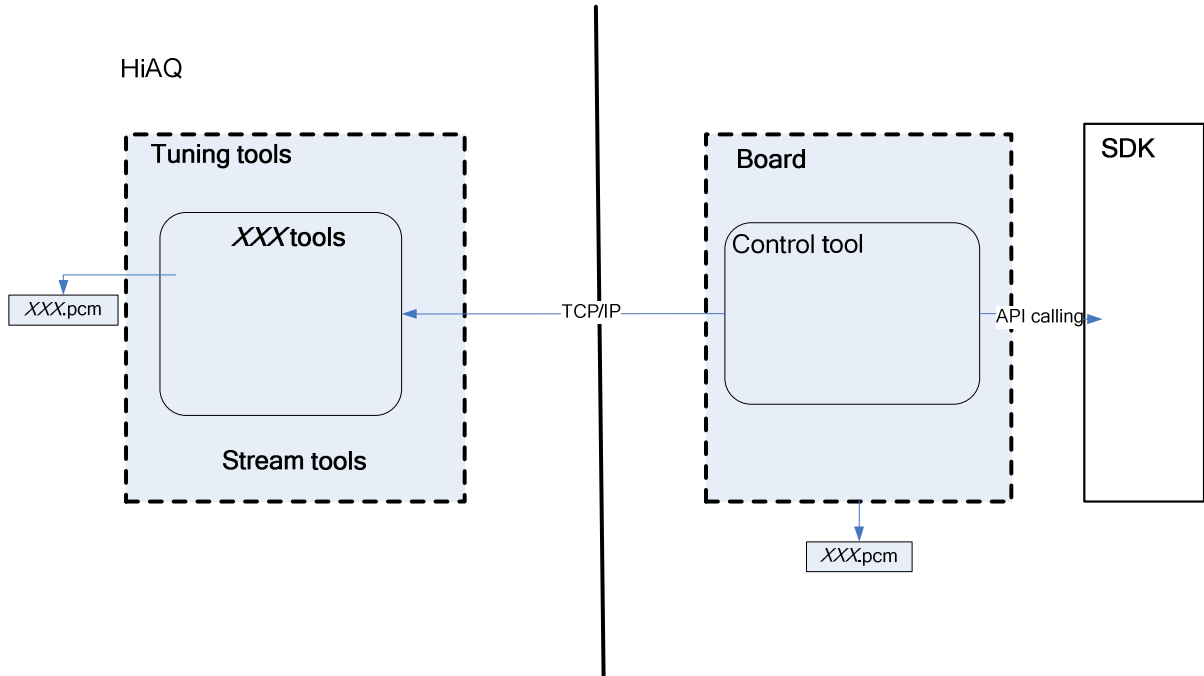 HiAQ
Tuning tools
XXX tools
XXX.pcm
Stream tools
TCP/IP
Board
Control tool
API calling
SDK
XXX.pcm